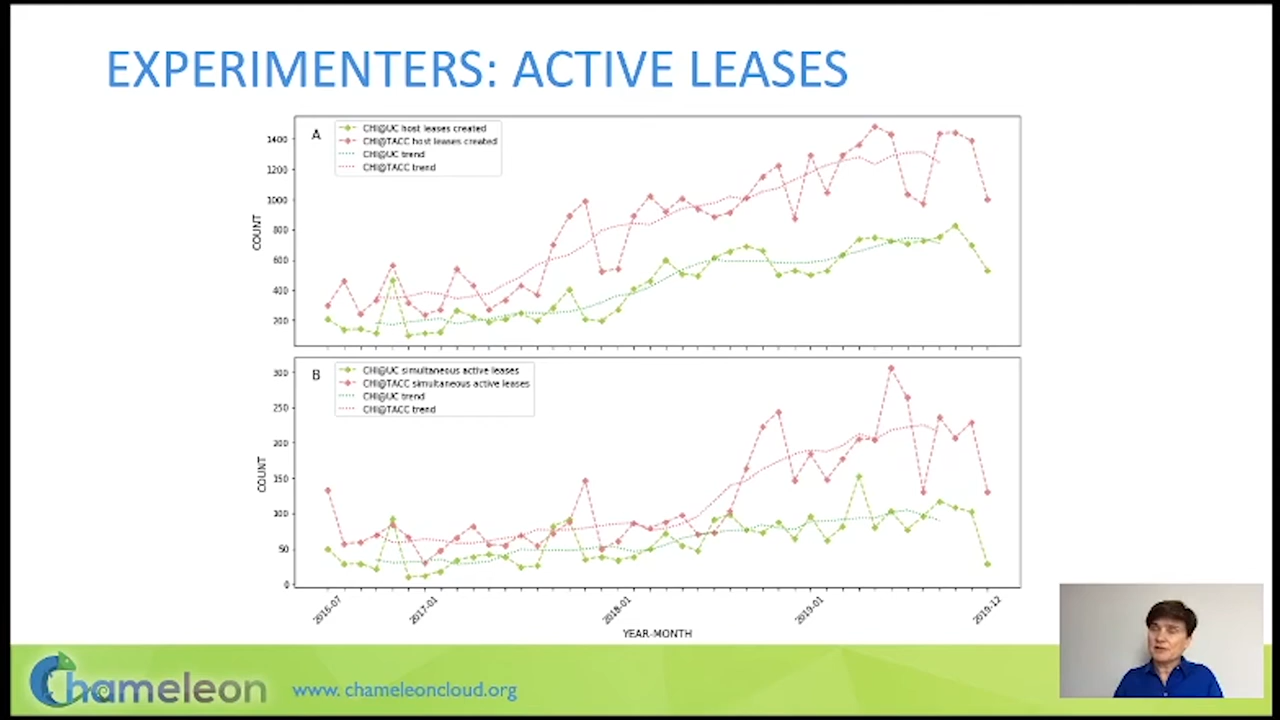 EXPERIMENTERS: ACTIVE LEASES
A
CHI@UC host leases created
CHI@TACC host leases created
CHI@UC trend
CHI@TACC trend
1400
1200
1000
800
600
400
200
COUNT
B
CHI@UC simultaneous active leases
CHI@TACC simultaneous active leases
CHI@UC trend
CHI@TACC trend
300
250
200
150
100
50
0
COUNT
2016-07
2017-01
2018-01
2019-01
2019-12
YEAR-MONTH
Chameleon
www. chameleoncloud.org